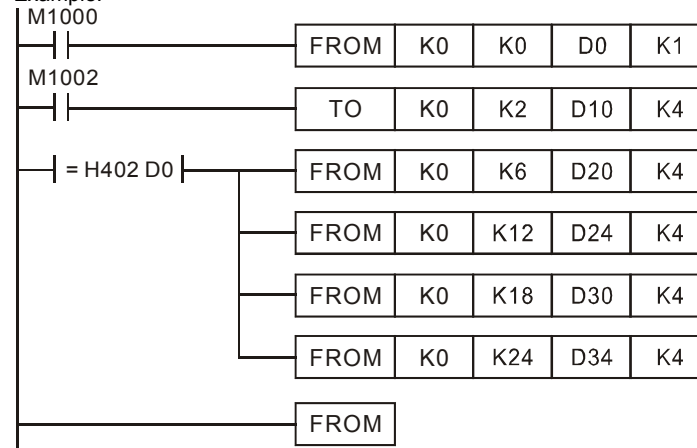 M1000
FROM K0 K0 D0 K1
M1002
TO K0 K2 D10 K4
= H402 D0 FROM K0 K6 D20 K4
FROM K0 K12 D24 K4
FROM K0 K18 D30 K4
FROM K0 K24 D34 K4
FROM